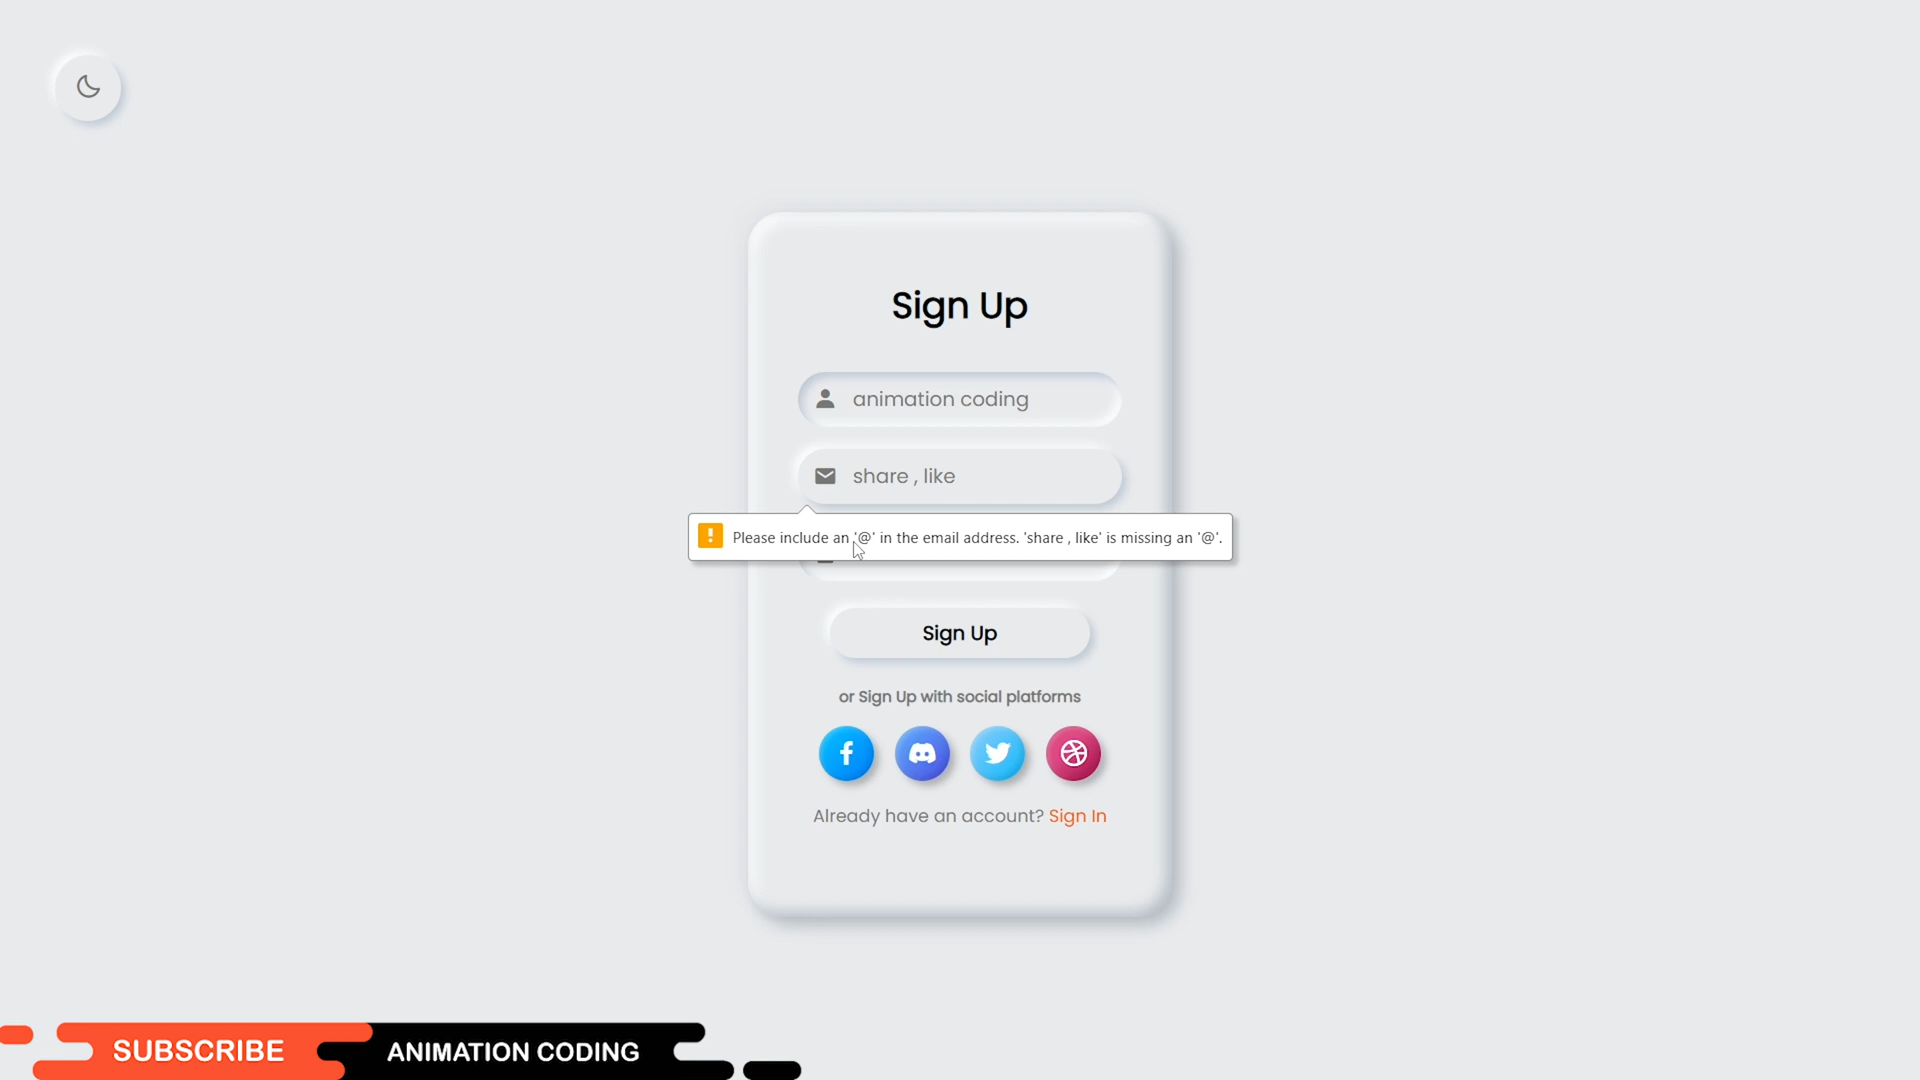 Sign Up
animation coding
share , like
Please include an '@' in the email address. 'share , like' is missing an '@'.
Sign Up
or Sign Up with social platforms
Already have an account? Sign In
SUBSCRIBE
ANIMATION CODING